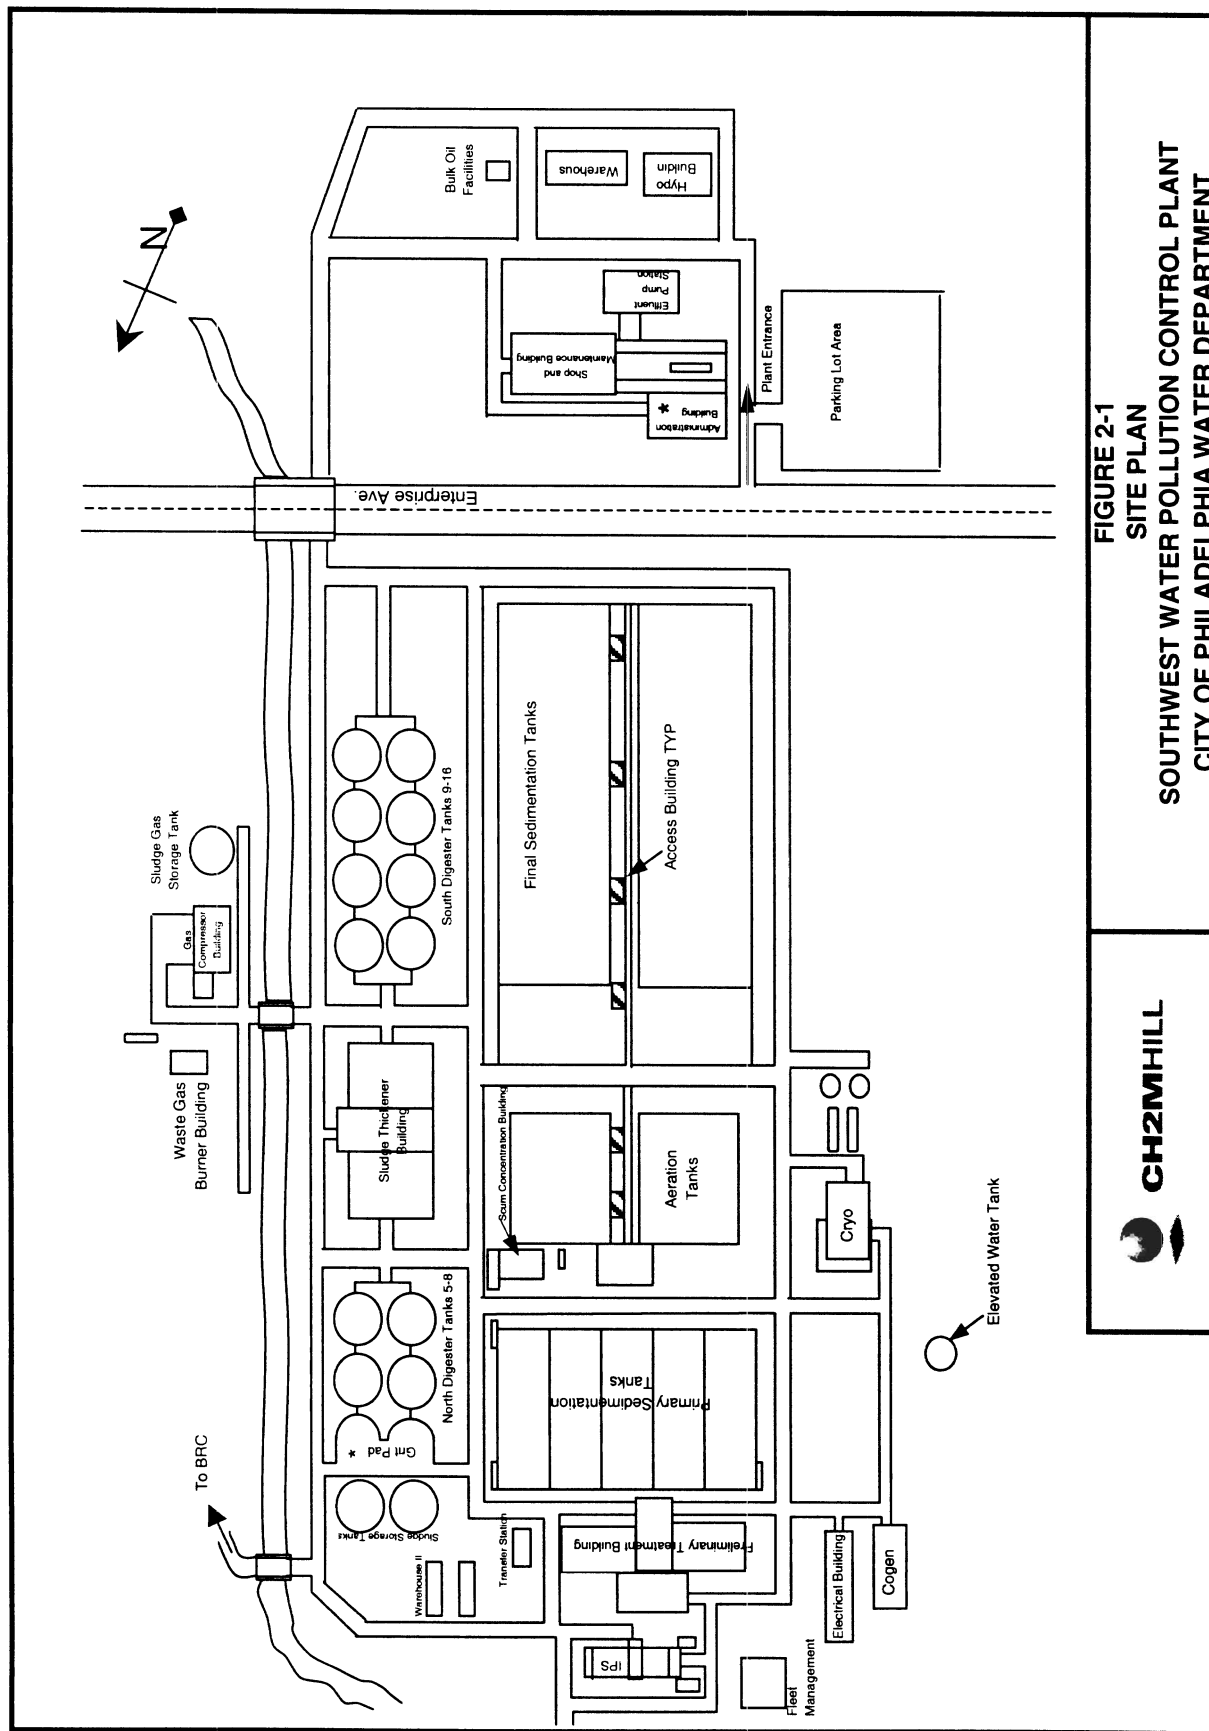 N
Bulk Oil
Facilities
Warehous
Hypo
Buildin
Effluent
Pump
Station
Shop and
Maintenance Building
Administration
Building
*
Plant Entrance
Parking Lot Area
Enterprise Ave.
Sludge Gas
Storage Tank
Gas
Compressor
Building
Waste Gas
Burner Building
South Digester Tanks 9-16
Final Sedimentation Tanks
Access Building TYP
Sludge Thickener
Building
Scum Concentration Building
Aeration
Tanks
Cryo
Elevated Water Tank
North Digester Tanks 5-8
Grit Pad
*
Primary Sedimentation
Tanks
To BRC
Sludge Storage Tanks
Warehouse II
Transfer Station
Preliminary Treatment Building
IPS
Electrical Building
Cogen
Fleet
Management
FIGURE 2-1
SITE PLAN
SOUTHWEST WATER POLLUTION CONTROL PLANT
CITY OF PHILADELPHIA WATER DEPARTMENT
CH2MHILL